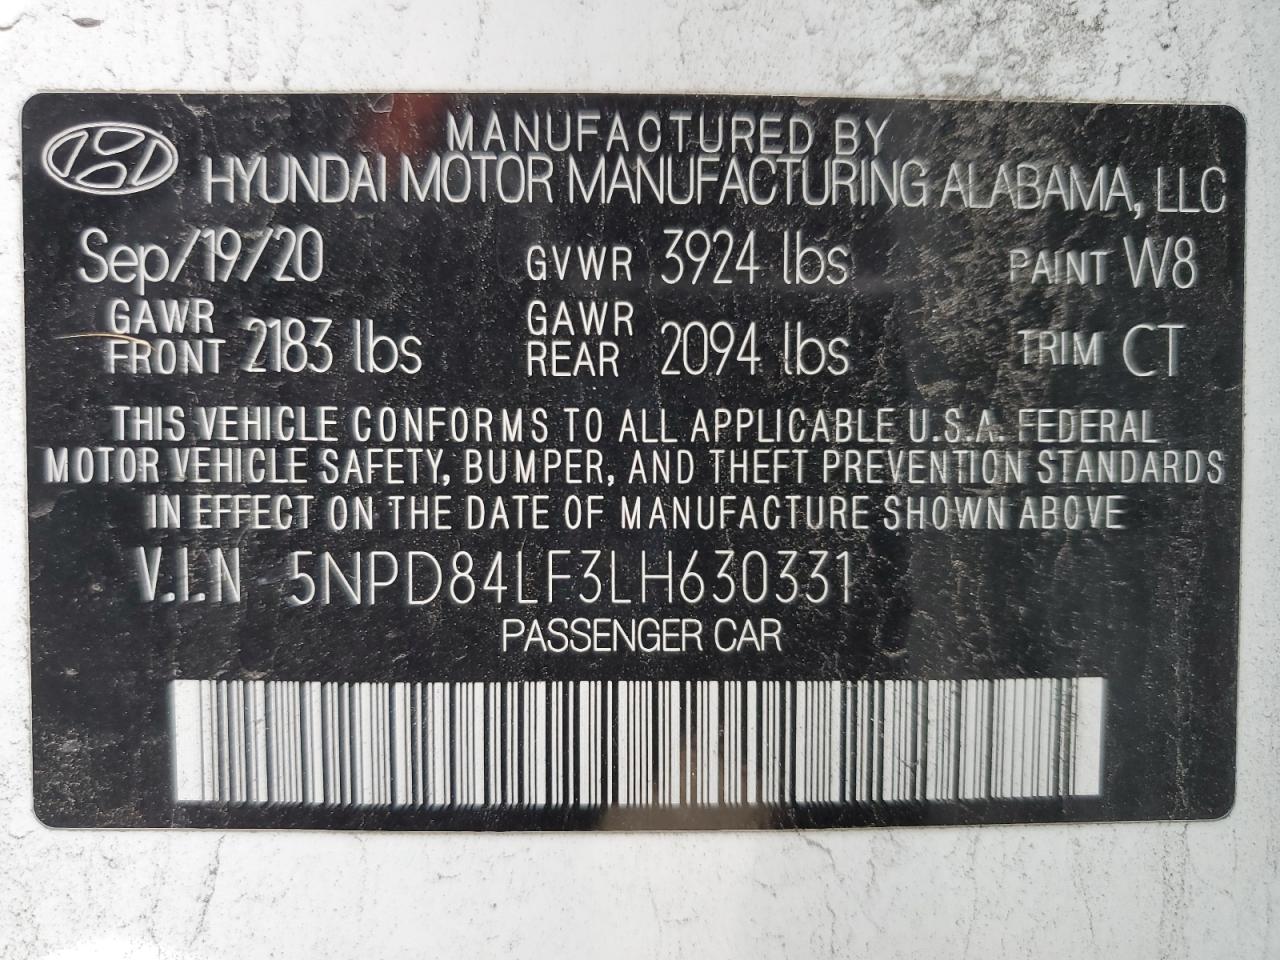 MANUFACTURED BY
HYUNDAI MOTOR MANUFACTURING ALABAMA, LLC
Sep/19/20 GVWR 3924 lbs PAINT W8
GAWR FRONT 2183 lbs GAWR REAR 2094 lbs TRIM CT
THIS VEHICLE CONFORMS TO ALL APPLICABLE U.S.A. FEDERAL
MOTOR VEHICLE SAFETY, BUMPER, AND THEFT PREVENTION STANDARDS
IN EFFECT ON THE DATE OF MANUFACTURE SHOWN ABOVE
V.I.N 5NPD84LF3LH630331
PASSENGER CAR